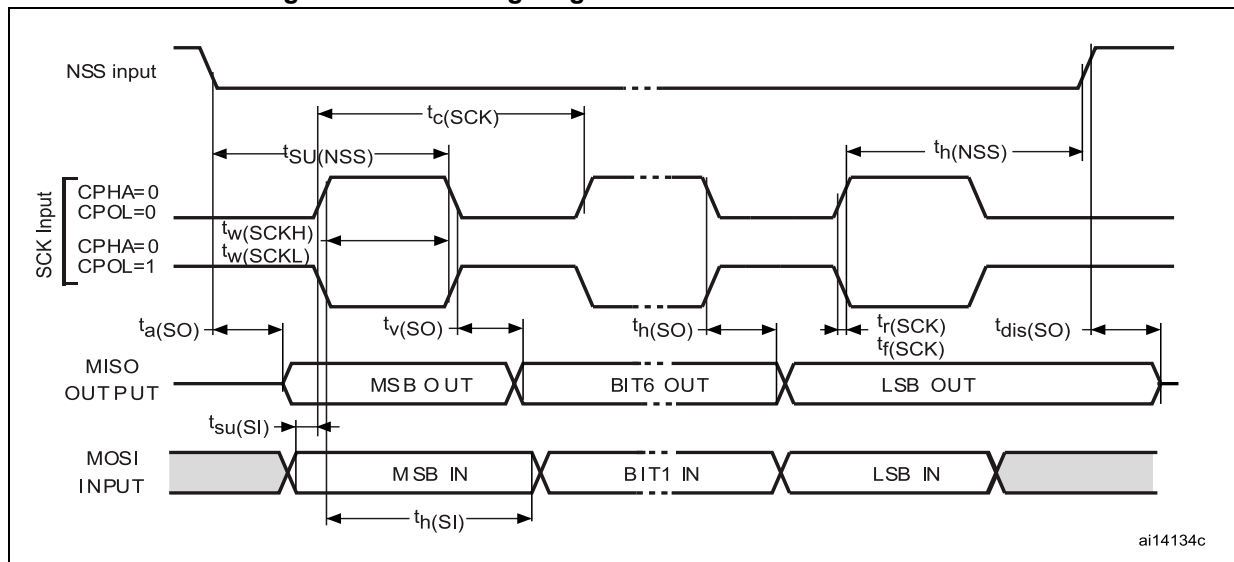 NSS input
tc(SCK)
tSU(NSS)
th(NSS)
SCK Input
CPHA=0
CPOL=0
CPHA=0
CPOL=1
tw(SCKH)
tw(SCKL)
ta(SO)
tv(SO)
th(SO)
tr(SCK)
tf(SCK)
tdis(SO)
MISO
OUTPUT
MSB OUT
BIT6 OUT
LSB OUT
tsu(SI)
MOSI
INPUT
MSB IN
BIT1 IN
LSB IN
th(SI)
ai14134c